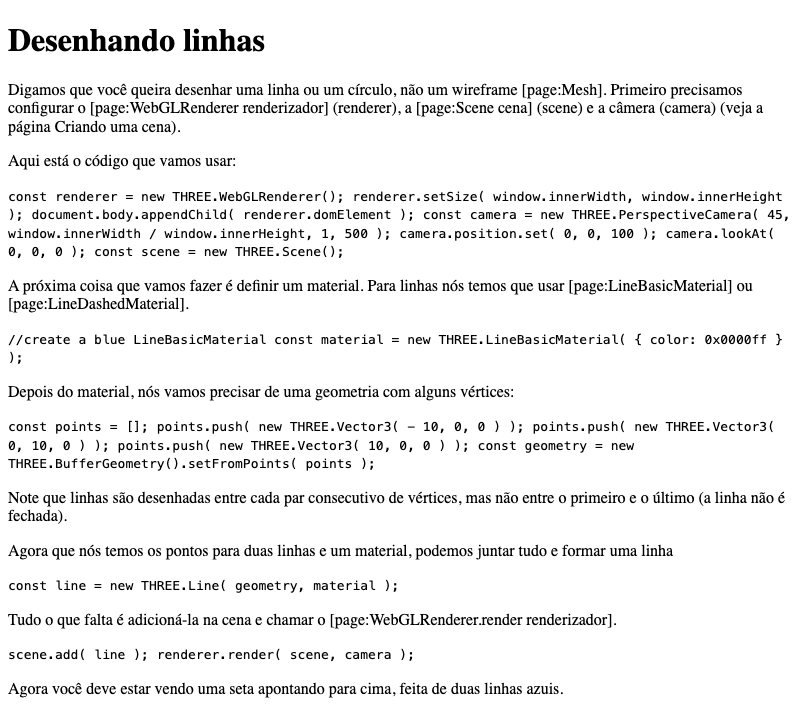 Desenhando linhas
Digamos que você queira desenhar uma linha ou um círculo, não um wireframe [page:Mesh]. Primeiro precisamos
configurar o [page:WebGLRenderer renderizador] (renderer), a [page:Scene cena] (scene) e a câmera (camera) (veja a
página Criando uma cena).
Aqui está o código que vamos usar:
const renderer = new THREE.WebGLRenderer(); renderer.setSize( window.innerWidth, window.innerHeight
); document.body.appendChild( renderer.domElement ); const camera = new THREE.PerspectiveCamera( 45,
window.innerWidth / window.innerHeight, 1, 500 ); camera.position.set( 0, 0, 100 ); camera.lookAt(
0, 0, 0 ); const scene = new THREE.Scene();
A próxima coisa que vamos fazer é definir um material. Para linhas nós temos que usar [page:LineBasicMaterial] ou
[page:LineDashedMaterial].
//create a blue LineBasicMaterial const material = new THREE.LineBasicMaterial( { color: 0x0000ff }
);
Depois do material, nós vamos precisar de uma geometria com alguns vértices:
const points = []; points.push( new THREE.Vector3( - 10, 0, 0 ) ); points.push( new THREE.Vector3(
0, 10, 0 ) ); points.push( new THREE.Vector3( 10, 0, 0 ) ); const geometry = new
THREE.BufferGeometry().setFromPoints( points );
Note que linhas são desenhadas entre cada par consecutivo de vértices, mas não entre o primeiro e o último (a linha não é
fechada).
Agora que nós temos os pontos para duas linhas e um material, podemos juntar tudo e formar uma linha
const line = new THREE.Line( geometry, material );
Tudo o que falta é adicioná-la na cena e chamar o [page:WebGLRenderer.render renderizador].
scene.add( line ); renderer.render( scene, camera );
Agora você deve estar vendo uma seta apontando para cima, feita de duas linhas azuis.